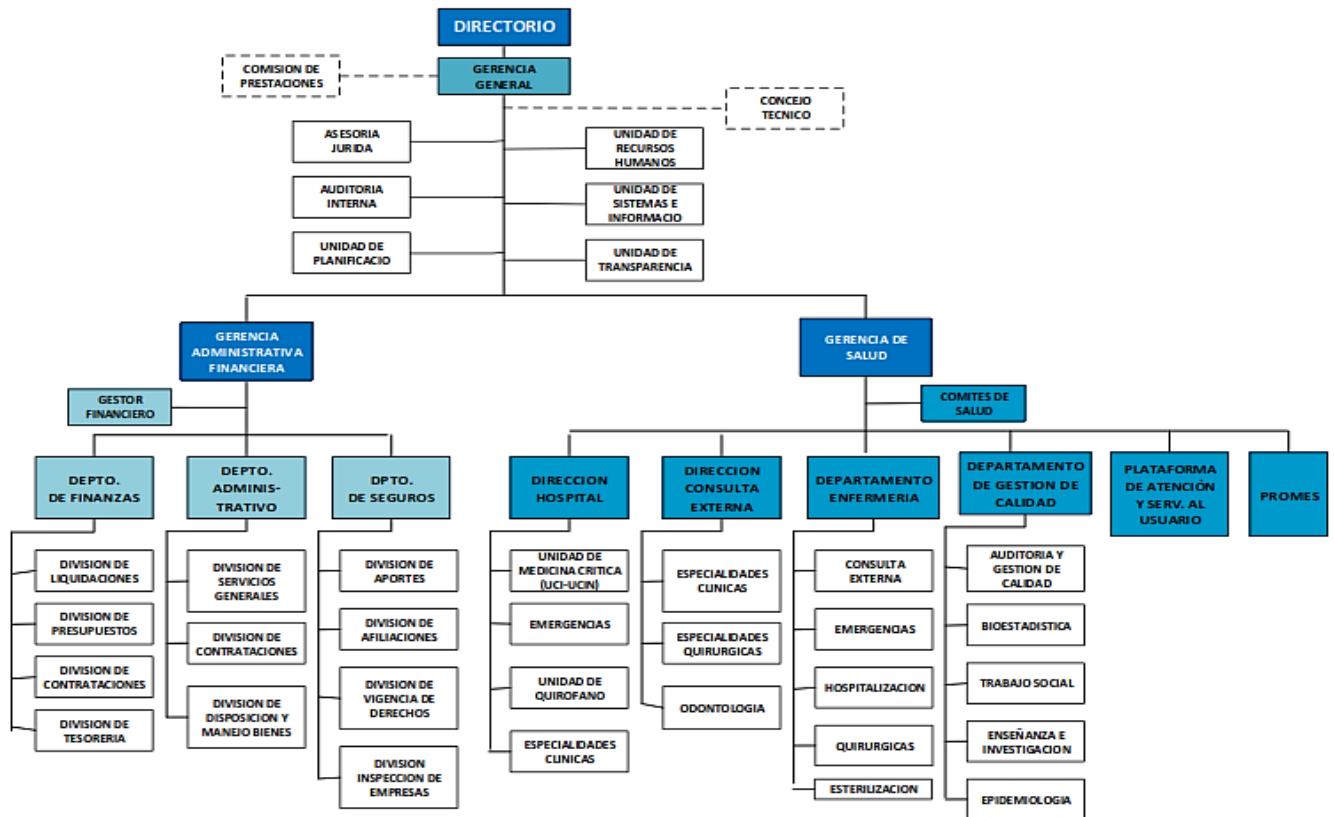 DIRECTORIO
COMISION DE
PRESTACIONES
GERENCIA
GENERAL
CONCEJO
TECNICO
ASESORIA
JURIDA
UNIDAD DE
RECURSOS
HUMANOS
AUDITORIA
INTERNA
UNIDAD DE
SISTEMAS E
INFORMACIO
UNIDAD DE
PLANIFICACIO
UNIDAD DE
TRANSPARENCIA
GERENCIA
ADMINISTRATIVA
FINANCIERA
GERENCIA DE
SALUD
GESTOR
FINANCIERO
COMITES DE
SALUD
DEPTO.
DE FINANZAS
DEPTO.
ADMINIS-
TRATIVO
DPTO.
DE SEGUROS
DIRECCION
HOSPITAL
DIRECCION
CONSULTA
EXTERNA
DEPARTAMENTO
ENFERMERIA
DEPARTAMENTO
DE GESTION DE
CALIDAD
PLATAFORMA
DE ATENCIÓN
Y SERV. AL
USUARIO
PROMES
DIVISION DE
LIQUIDACIONES
DIVISION DE
PRESUPUESTOS
DIVISION DE
CONTRATACIONES
DIVISION DE
TESORERIA
DIVISION DE
SERVICIOS
GENERALES
DIVISION DE
CONTRATACIONES
DIVISION DE
DISPOSICION Y
MANEJO BIENES
DIVISION DE
APORTES
DIVISION DE
AFILIACIONES
DIVISION DE
VIGENCIA DE
DERECHOS
DIVISION
INSPECCION DE
EMPRESAS
UNIDAD DE
MEDICINA CRITICA
(UCI-UCIN)
EMERGENCIAS
UNIDAD DE
QUIROFANO
ESPECIALIDADES
CLINICAS
ESPECIALIDADES
CLINICAS
ESPECIALIDADES
QUIRURGICAS
ODONTOLOGIA
CONSULTA
EXTERNA
EMERGENCIAS
HOSPITALIZACION
QUIRURGICAS
ESTERILIZACION
AUDITORIA Y
GESTION DE
CALIDAD
BIOESTADISTICA
TRABAJO SOCIAL
ENSEÑANZA E
INVESTIGACION
EPIDEMIOLOGIA